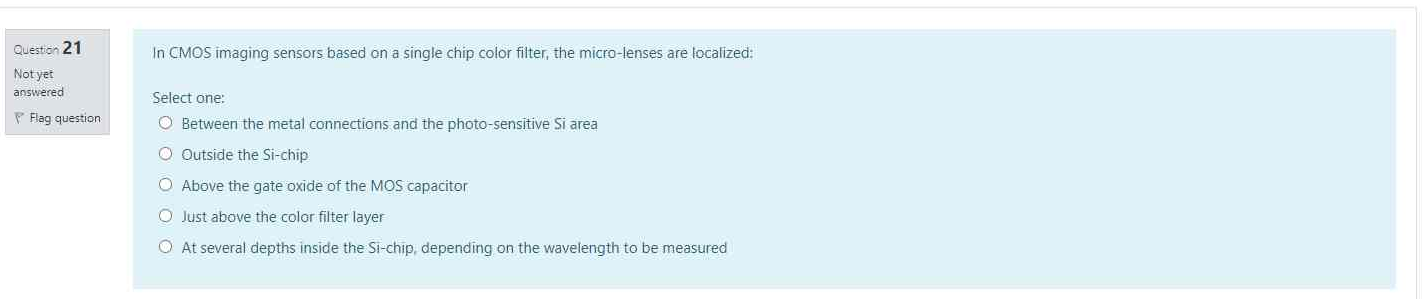 Question 21
Not yet
answered
Flag question
In CMOS imaging sensors based on a single chip color filter, the micro-lenses are localized:
Select one:
Between the metal connections and the photo-sensitive Si area
Outside the Si-chip
Above the gate oxide of the MOS capacitor
Just above the color filter layer
At several depths inside the Si-chip, depending on the wavelength to be measured